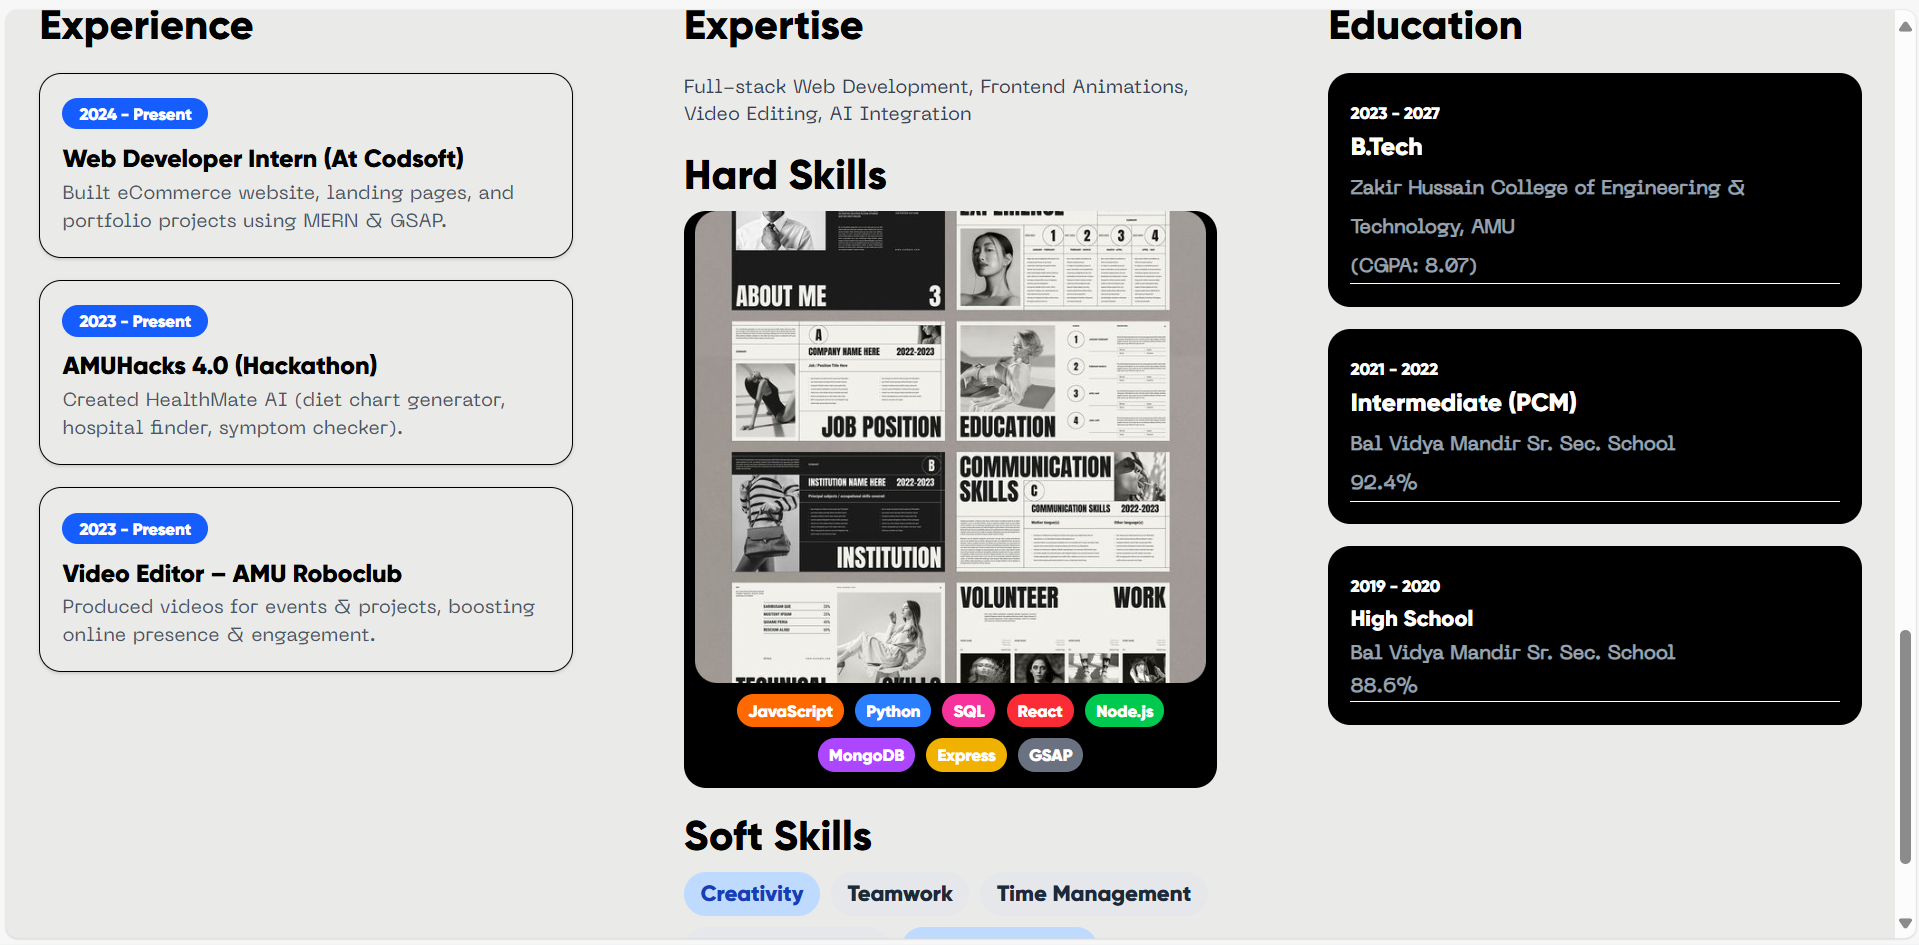 Experience
2024 - Present
Web Developer Intern (At Codsoft)
Built eCommerce website, landing pages, and
portfolio projects using MERN & GSAP.
2023 - Present
AMUHacks 4.0 (Hackathon)
Created HealthMate AI (diet chart generator,
hospital finder, symptom checker).
2023 - Present
Video Editor – AMU Roboclub
Produced videos for events & projects, boosting
online presence & engagement.
Expertise
Full-stack Web Development, Frontend Animations,
Video Editing, AI Integration
Hard Skills
ABOUT ME 3
EXPERIENCE
1 2 3 4
A
COMPANY NAME HERE 2022-2023
Job / Position Title Here
JOB POSITION
1
2
3
4
EDUCATION
B
INSTITUTION NAME HERE 2022-2023
INSTITUTION
COMMUNICATION
SKILLS C
COMMUNICATION SKILLS 2022-2023
TECHNICAL SKILLS
VOLUNTEER WORK
JavaScript Python SQL React Node.js
MongoDB Express GSAP
Soft Skills
Creativity Teamwork Time Management
Education
2023 - 2027
B.Tech
Zakir Hussain College of Engineering &
Technology, AMU
(CGPA: 8.07)
2021 - 2022
Intermediate (PCM)
Bal Vidya Mandir Sr. Sec. School
92.4%
2019 - 2020
High School
Bal Vidya Mandir Sr. Sec. School
88.6%